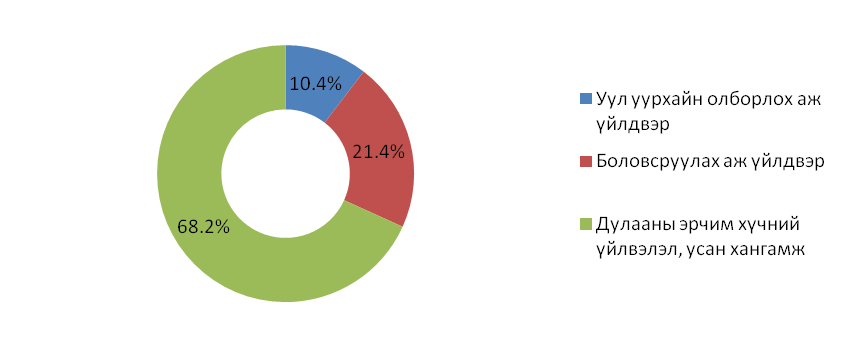 10.4%
21.4%
68.2%
Уул уурхайн олборлох аж
үйлдвэр
Боловсруулах аж үйлдвэр
Дулааны эрчим хүчний
үйлвэлэл, усан хангамж